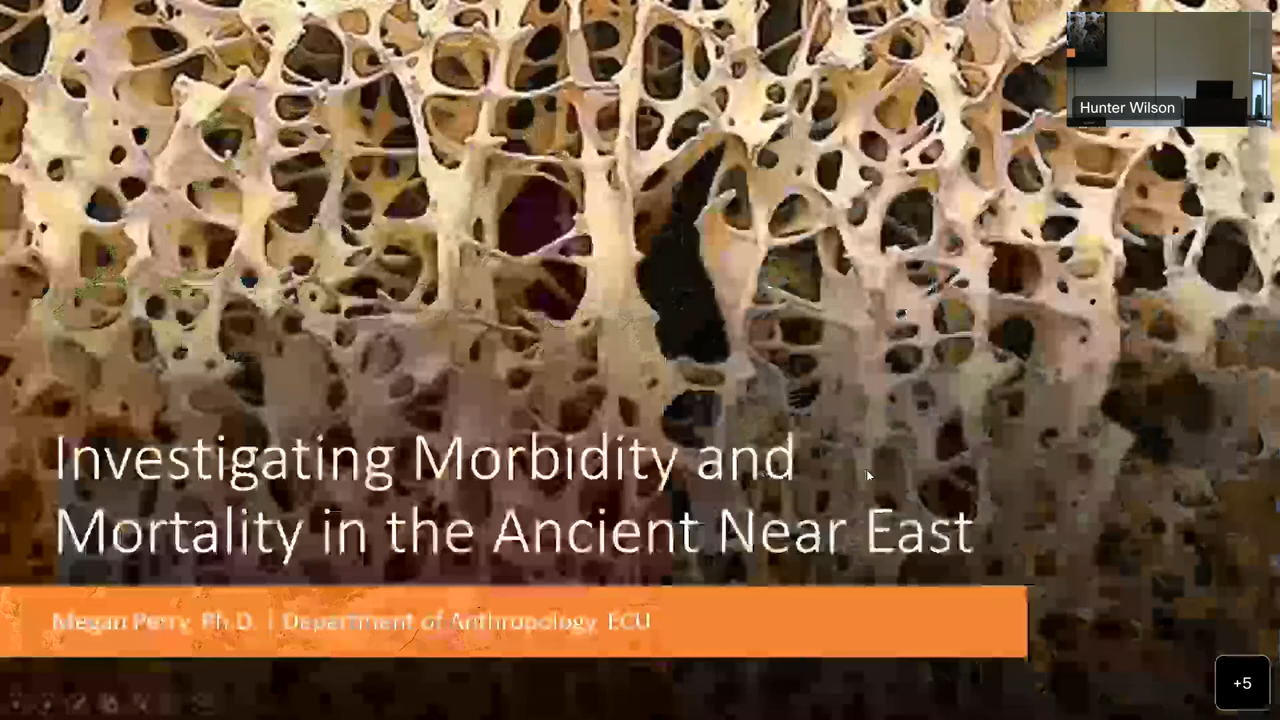 Hunter Wilson
Investigating Morbidity and
Mortality in the Ancient Near East
Megan Perry, Ph.D. | Department of Anthropology, ECU
+5